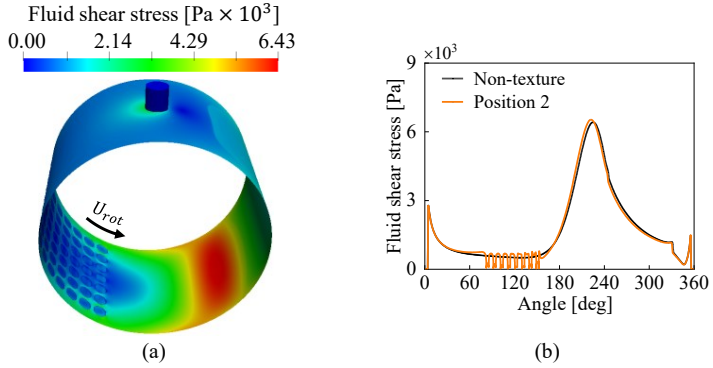 Fluid shear stress [Pa × 10³]
0.00 2.14 4.29 6.43
U_rot
(a)
×10³
Fluid shear stress [Pa]
9
6
3
0
Non-texture
Position 2
0 60 120 180 240 300 360
Angle [deg]
(b)